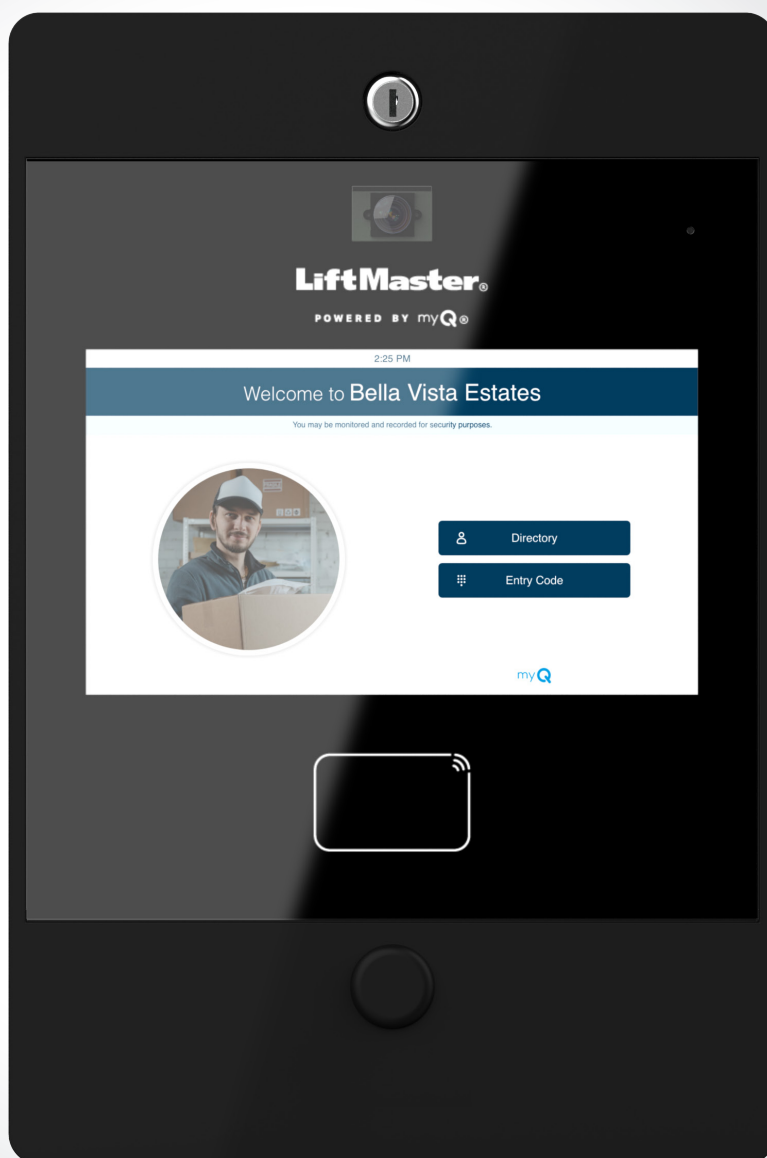 LiftMaster®
POWERED BY myQ®
2:25 PM
Welcome to Bella Vista Estates
You may be monitored and recorded for security purposes.
Directory
Entry Code
myQ